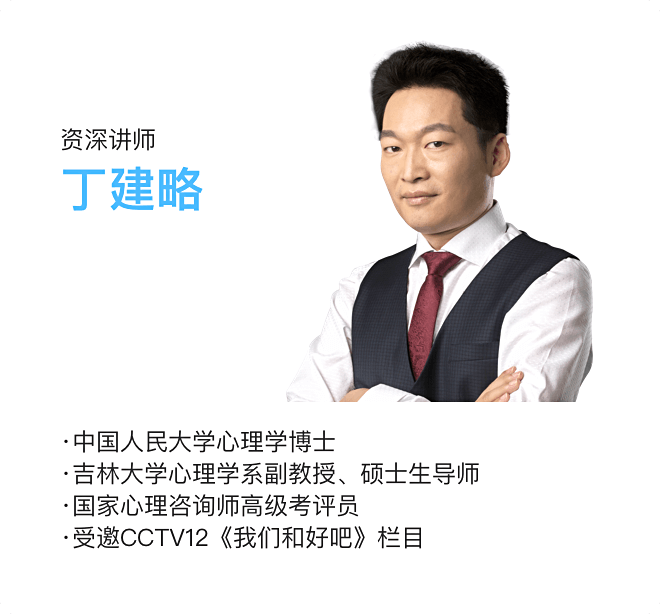 资深讲师
丁建略
·中国人民大学心理学博士
·吉林大学心理学系副教授、硕士生导师
·国家心理咨询师高级考评员
·受邀CCTV12《我们和好吧》栏目